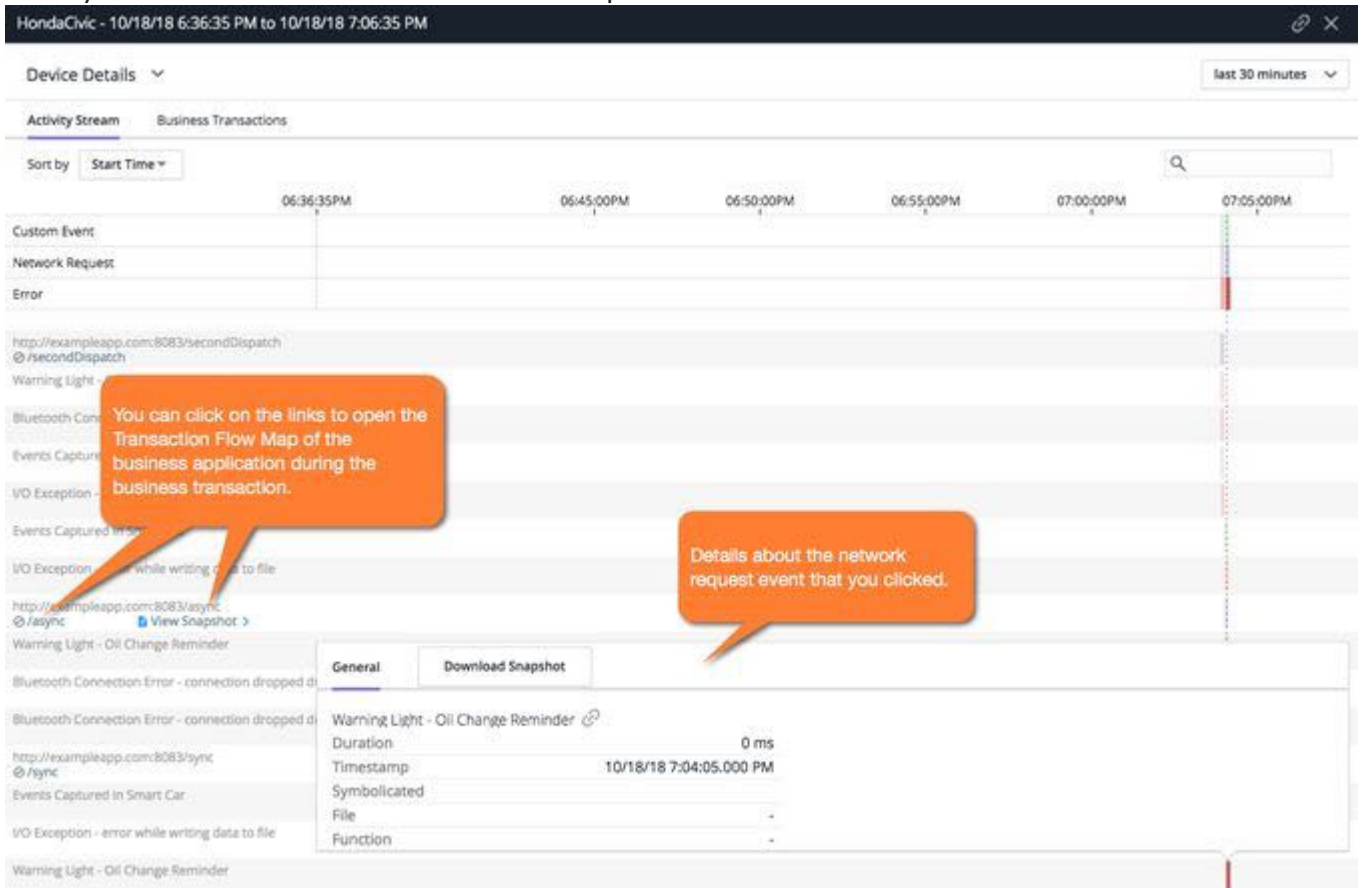 HondaCivic - 10/18/18 6:36:35 PM to 10/18/18 7:06:35 PM
Device Details
last 30 minutes
Activity Stream Business Transactions
Sort by Start Time
06:36:35PM 06:45:00PM 06:50:00PM 06:55:00PM 07:00:00PM 07:05:00PM
Custom Event
Network Request
Error
http://exampleapp.com:8083/secondDispatch
/secondDispatch
Warning Light -
You can click on the links to open the
Transaction Flow Map of the
business application during the
business transaction.
Bluetooth Conn
Events Capture
I/O Exception -
Events Captured in
I/O Exception while writing to file
Details about the network
request event that you clicked.
http://exampleapp.com:8083/async
/async View Snapshot >
Warning Light - Oil Change Reminder
Bluetooth Connection Error - connection dropped
Bluetooth Connection Error - connection dropped
http://exampleapp.com:8083/sync
/sync
Events Captured in Smart Car
I/O Exception - error while writing data to file
Warning Light - Oil Change Reminder
General Download Snapshot
Warning Light - Oil Change Reminder
Duration 0 ms
Timestamp 10/18/18 7:04:05.000 PM
Symbolicated
File -
Function -